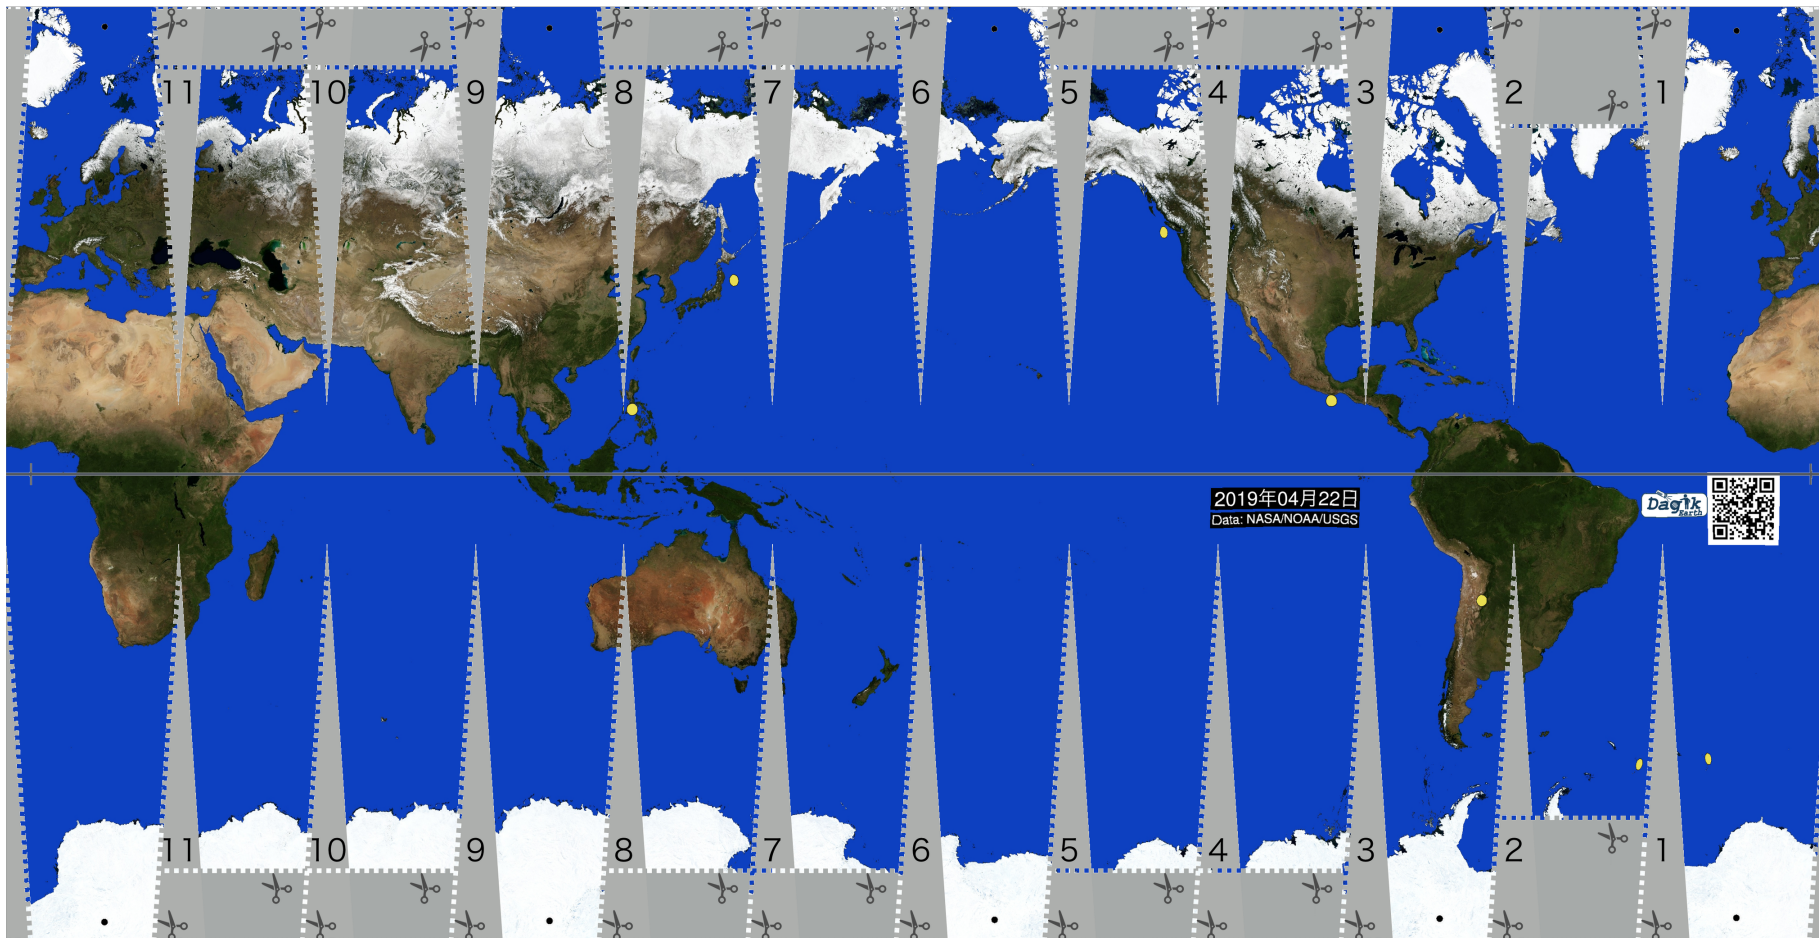 11 10 9 8 7 6 5 4 3 2 1
2019年04月22日
Data: NASA/NOAA/USGS
Dagik
Earth
11 10 9 8 7 6 5 4 3 2 1